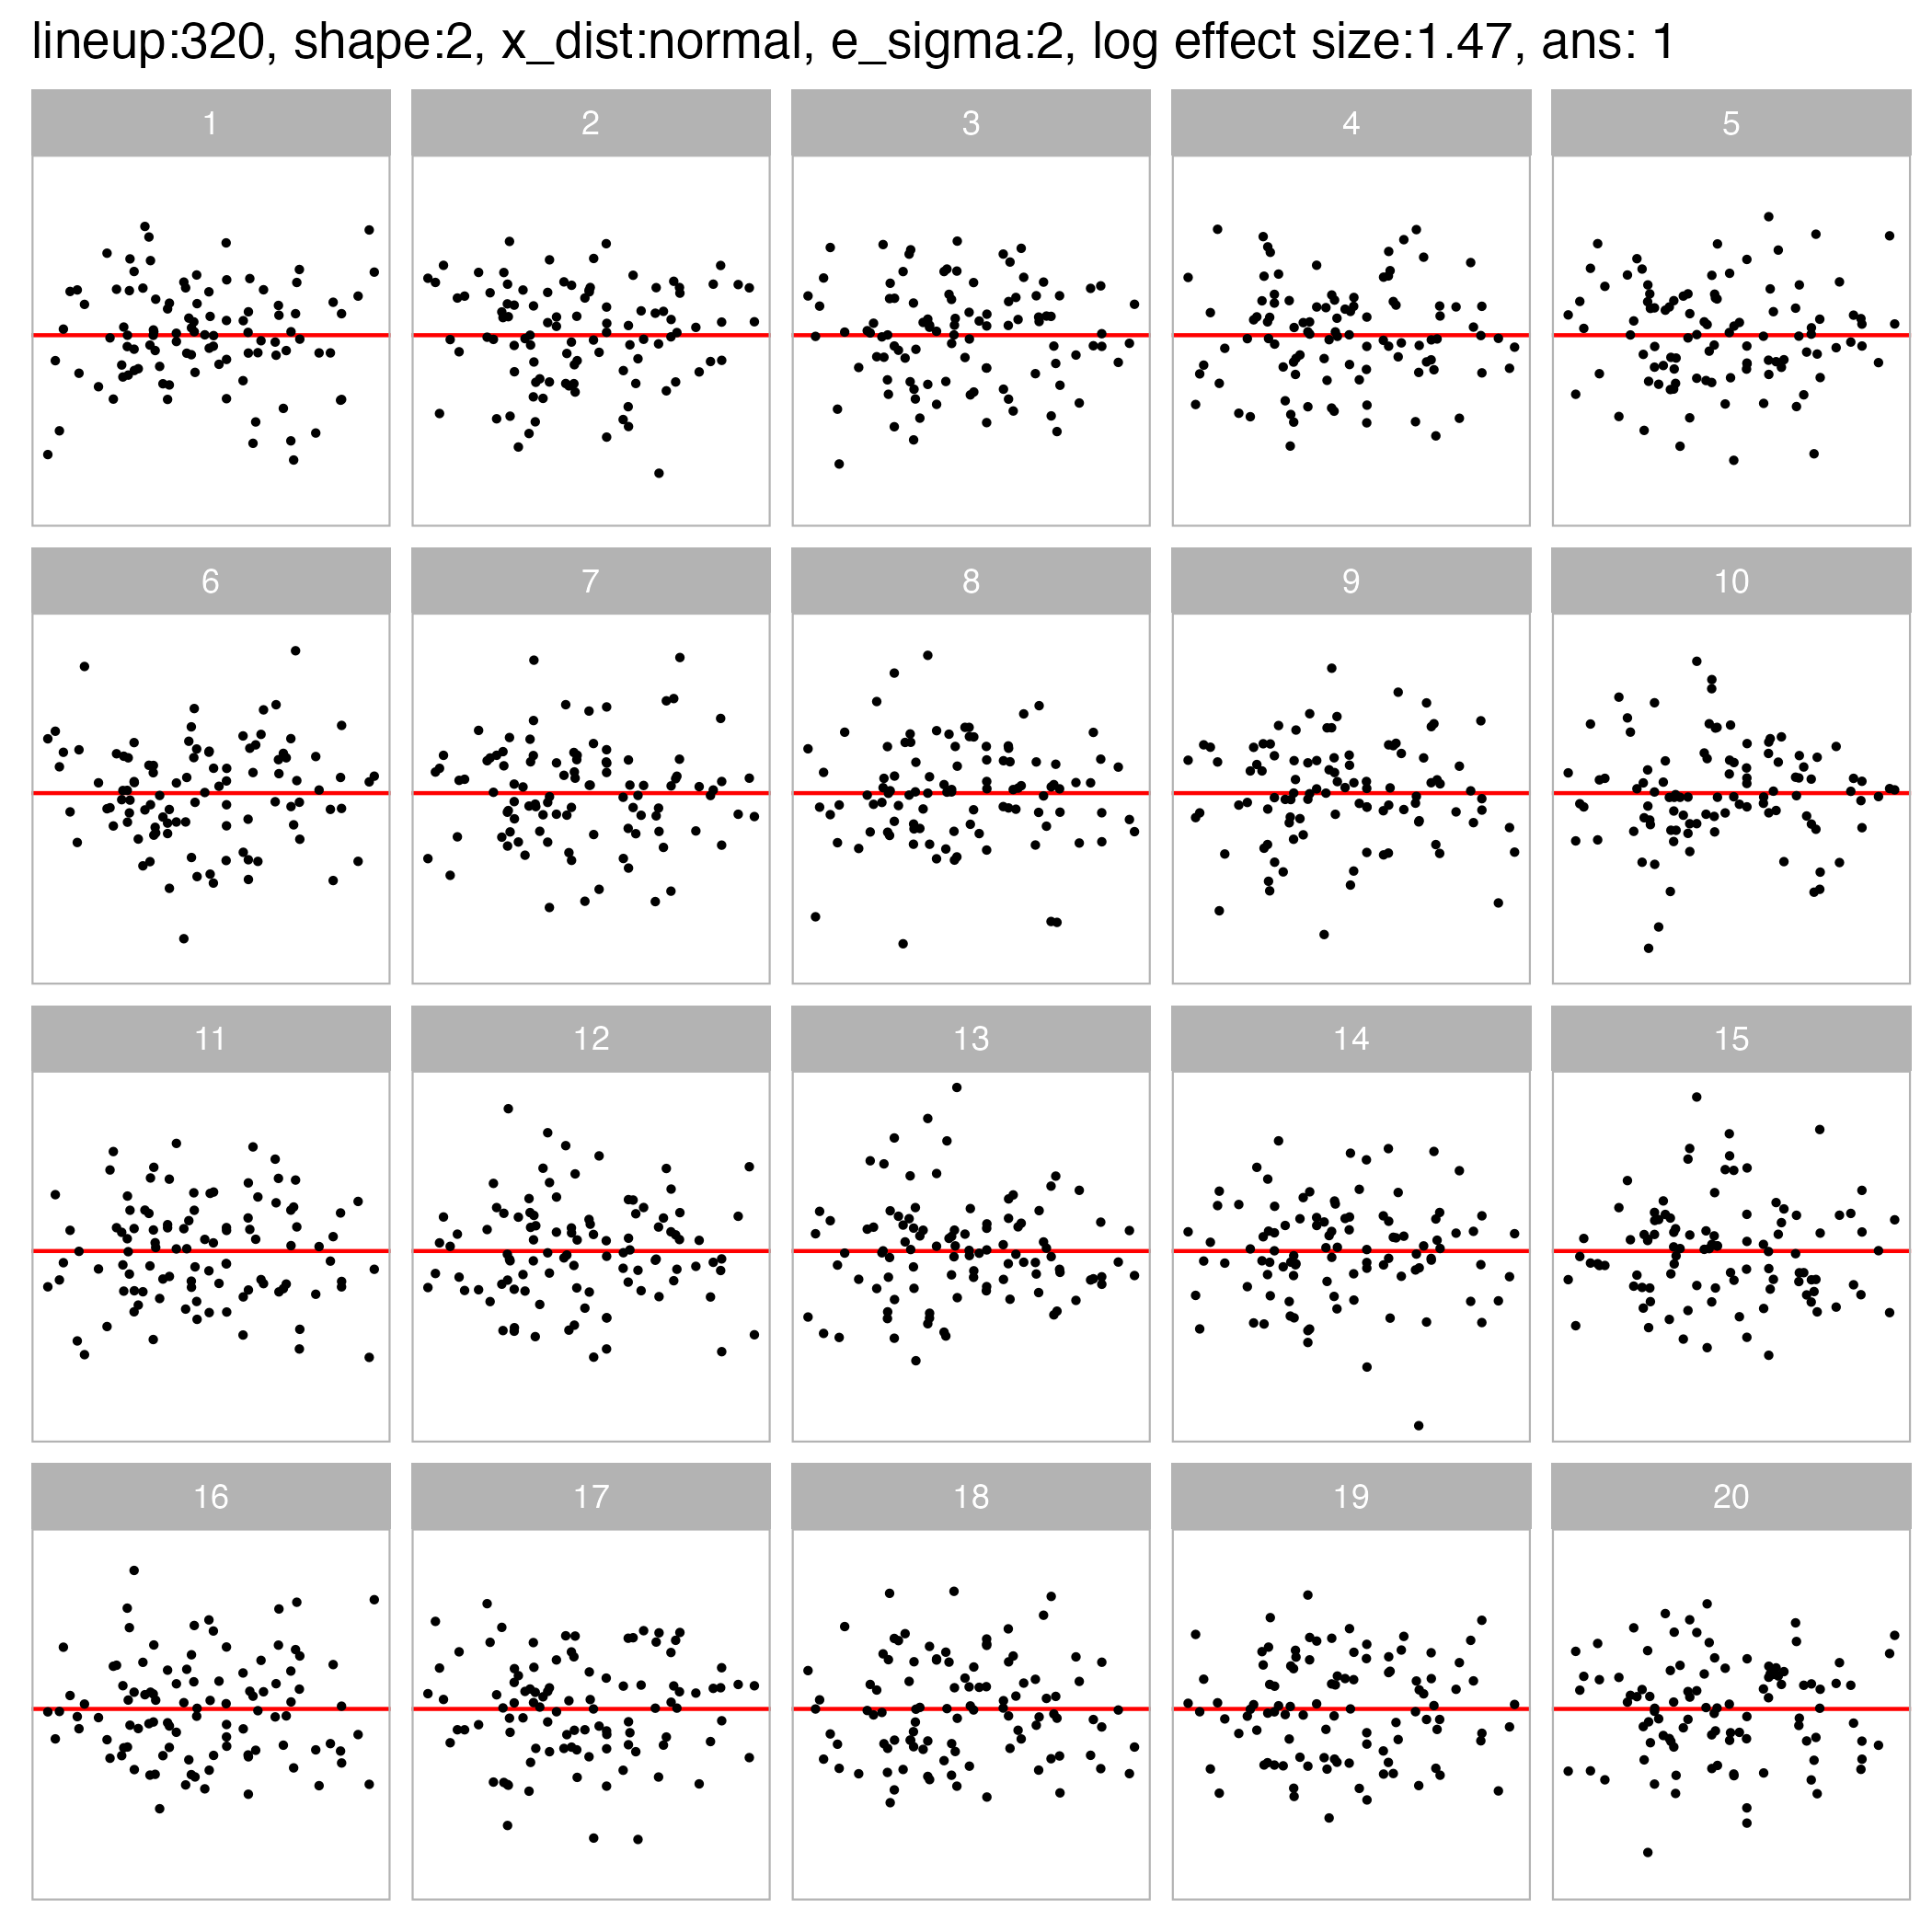 lineup:320, shape:2, x_dist:normal, e_sigma:2, log effect size:1.47, ans: 1
1 2 3 4 5
6 7 8 9 10
11 12 13 14 15
16 17 18 19 20